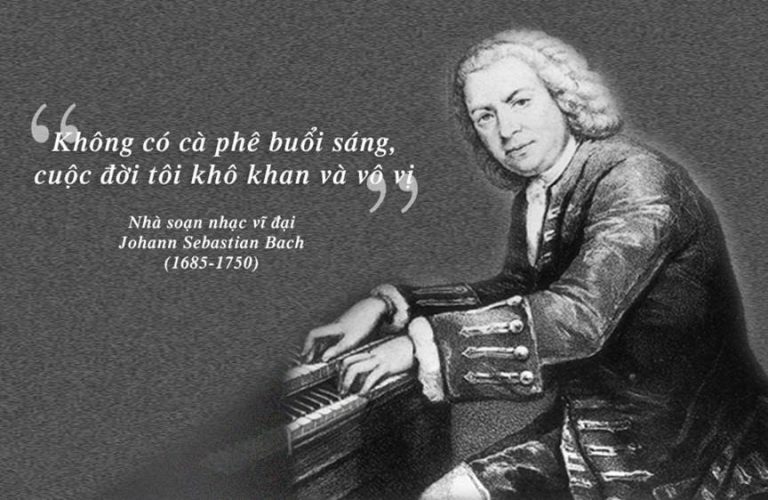 “Không có cà phê buổi sáng,
cuộc đời tôi khô khan và vô vị”
Nhà soạn nhạc vĩ đại
Johann Sebastian Bach
(1685-1750)